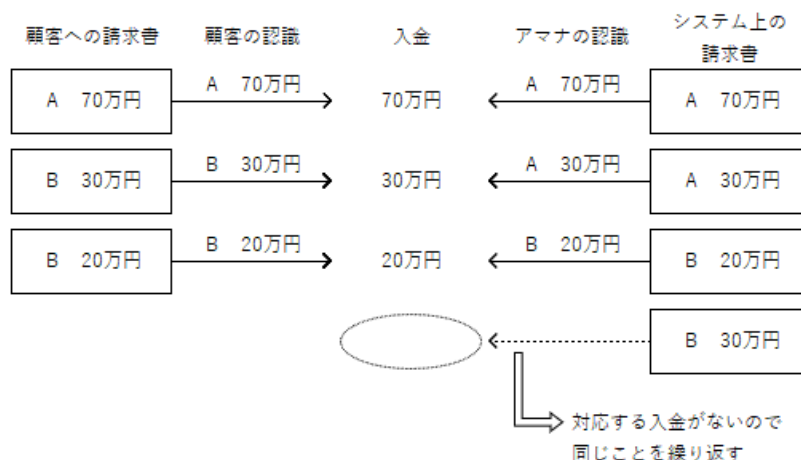 顧客への請求書
顧客の認識
入金
アマナの認識
システム上の
請求書
A 70万円
A 70万円
70万円
A 70万円
A 70万円
B 30万円
B 30万円
30万円
A 30万円
A 30万円
B 20万円
B 20万円
20万円
B 20万円
B 20万円
B 30万円
対応する入金がないので
同じことを繰り返す